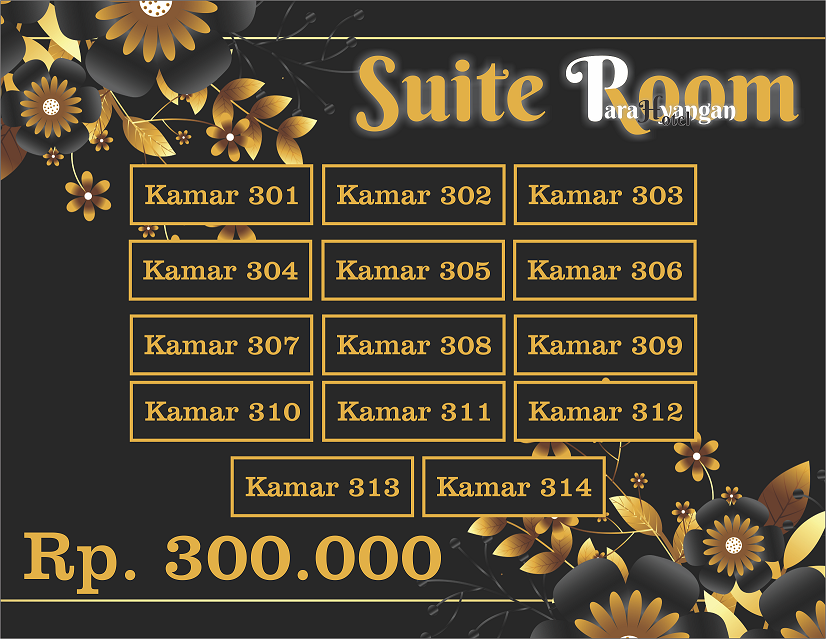 Suite Room
ParaHyangan
Hotel
Kamar 301 Kamar 302 Kamar 303
Kamar 304 Kamar 305 Kamar 306
Kamar 307 Kamar 308 Kamar 309
Kamar 310 Kamar 311 Kamar 312
Kamar 313 Kamar 314
Rp. 300.000